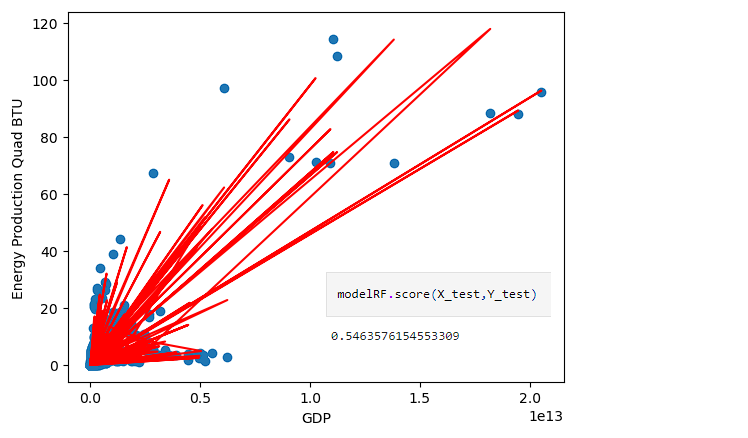 120
100
80
60
40
20
0
Energy Production Quad BTU
modelRF.score(X_test,Y_test)
0.5463576154553309
0.0 0.5 1.0 1.5 2.0
1e13
GDP